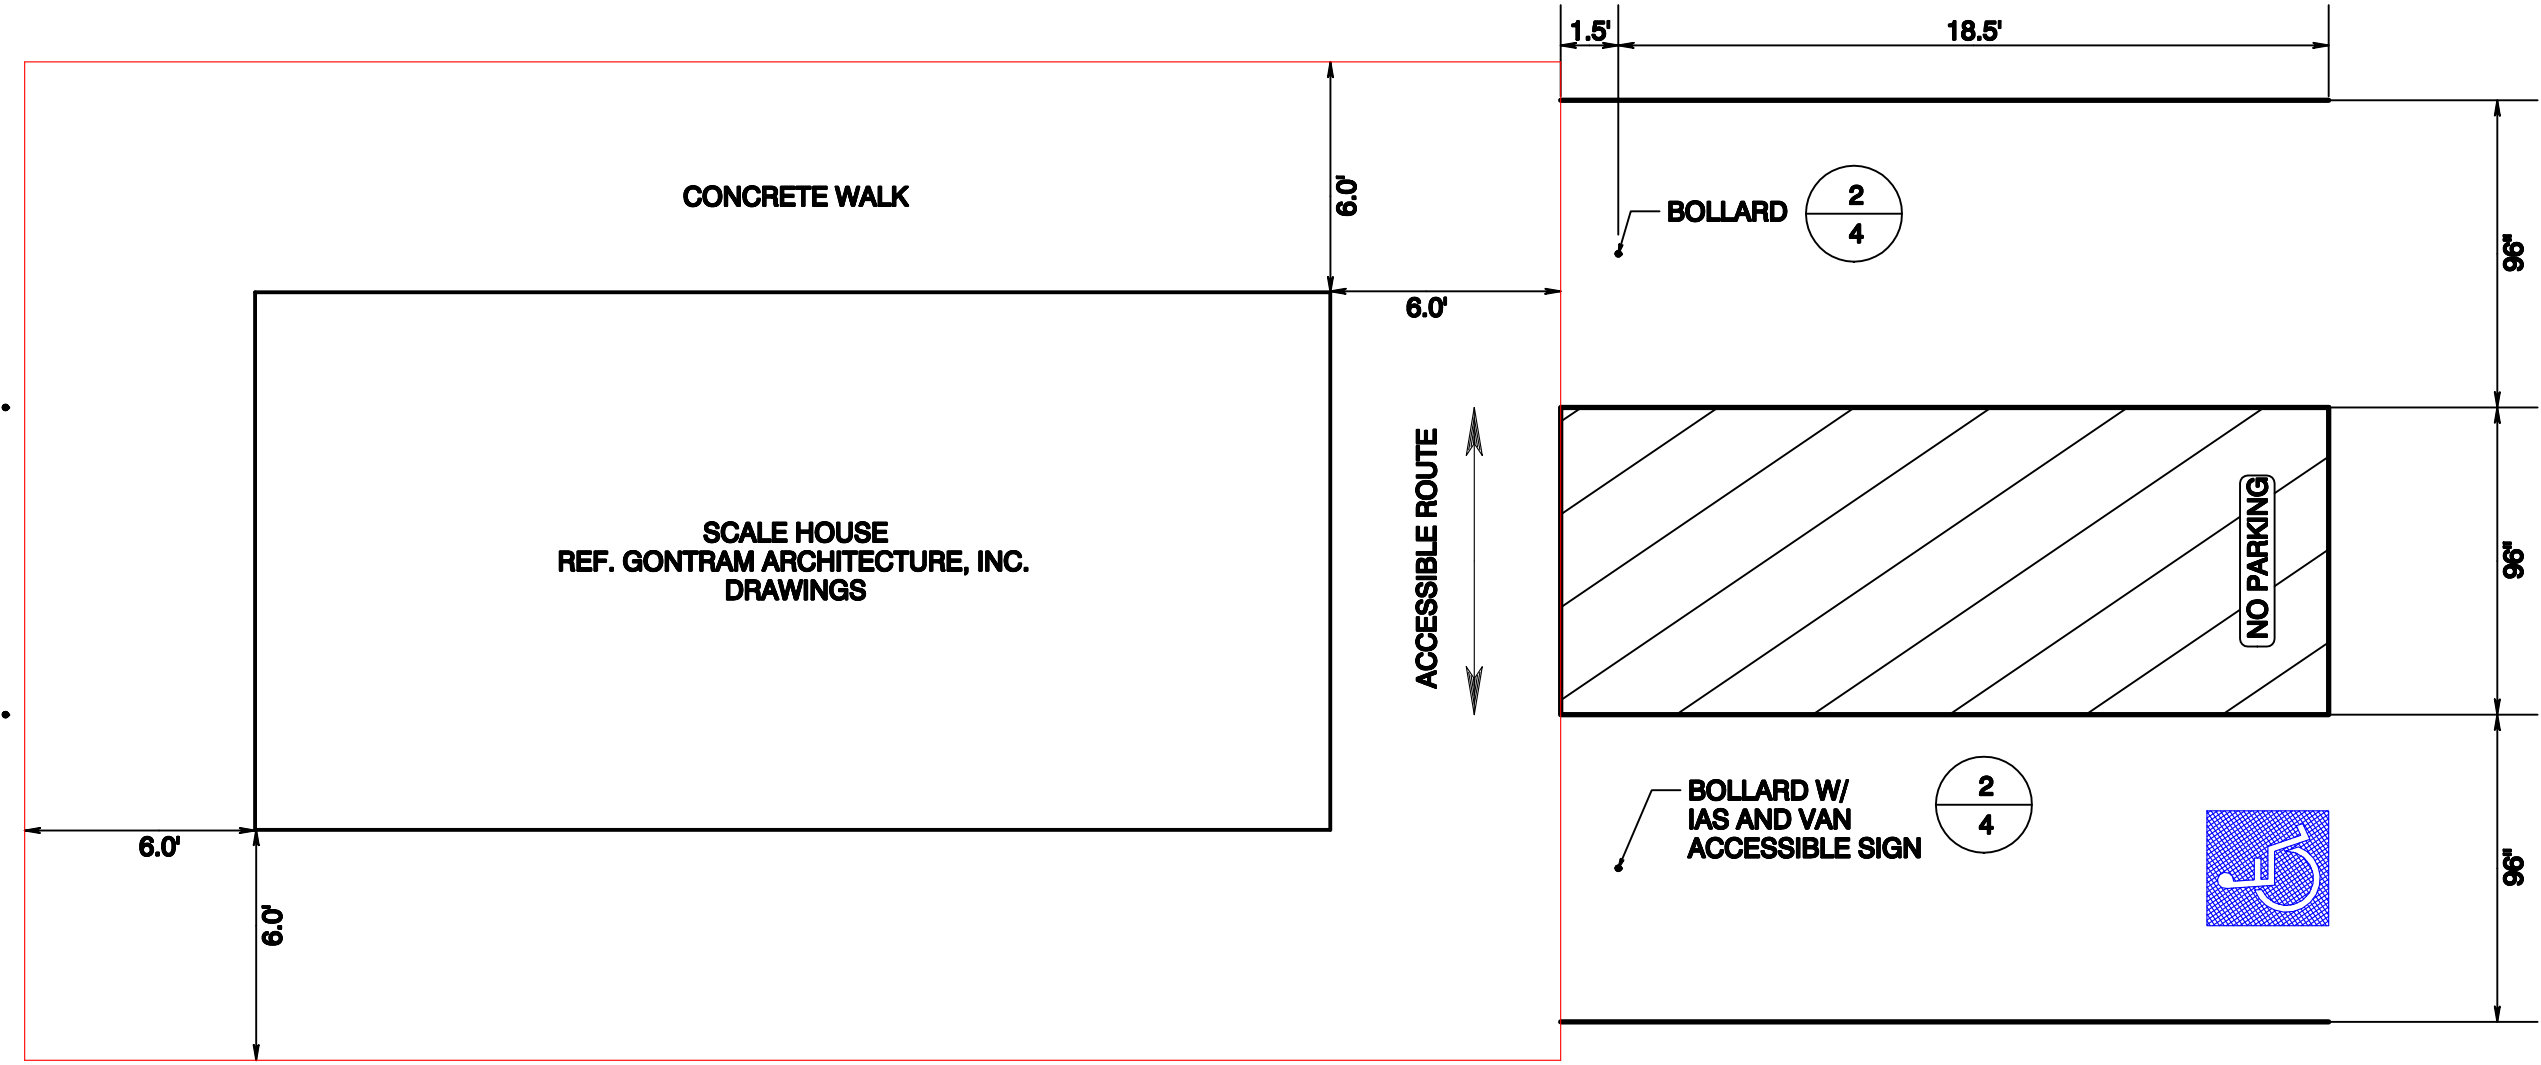 1.5'
18.5'
CONCRETE WALK
6.0'
BOLLARD
2
4
96"
6.0'
ACCESSIBLE ROUTE
SCALE HOUSE
REF. GONTRAM ARCHITECTURE, INC.
DRAWINGS
NO PARKING
96"
BOLLARD W/
IAS AND VAN
ACCESSIBLE SIGN
2
4
96"
6.0'
6.0'